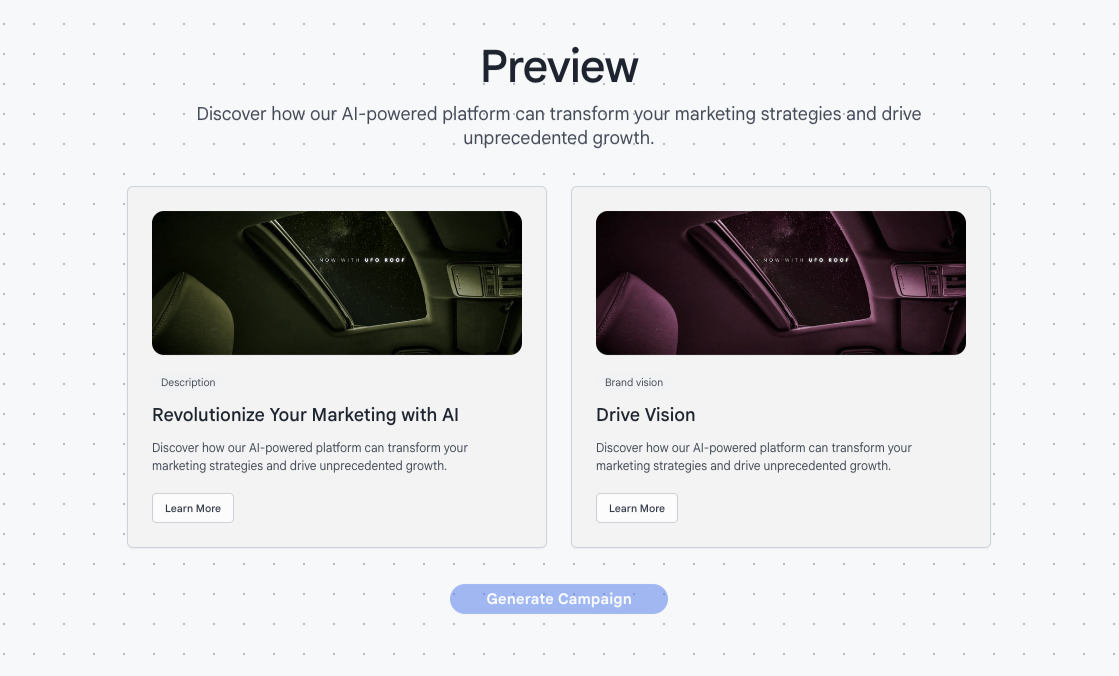 Preview
Discover how our AI-powered platform can transform your marketing strategies and drive
unprecedented growth.
NOW WITH UFO ROOF
Description
Revolutionize Your Marketing with AI
Discover how our AI-powered platform can transform your
marketing strategies and drive unprecedented growth.
Learn More
NOW WITH UFO ROOF
Brand vision
Drive Vision
Discover how our AI-powered platform can transform your
marketing strategies and drive unprecedented growth.
Learn More
Generate Campaign